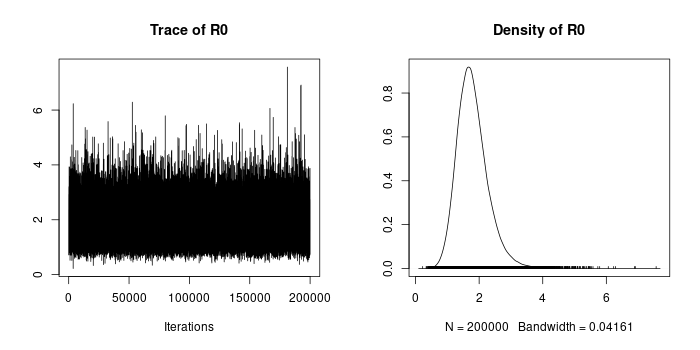 Trace of R0
0
2
4
6
0 50000 100000 150000 200000
Iterations
Density of R0
0.0
0.2
0.4
0.6
0.8
0 2 4 6
N = 200000 Bandwidth = 0.04161